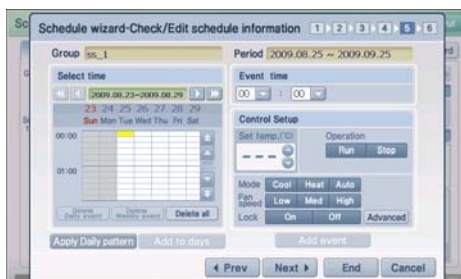 Schedule wizard-Check/Edit schedule information 1 2 3 4 5 6
Group ss_1
Period 2009.08.25 ~ 2009.09.25
Select time
2009.08.23~2009.08.29
23 24 25 26 27 28 29
Sun Mon Tue Wed Thu Fri Sat
00:00
01:00
Delete Daily event
Delete Weekly event
Delete all
Apply Daily pattern
Add to days
Event time
00 : 00
Control Setup
Set temp.(°C)
Operation
---
Run Stop
Mode Cool Heat Auto
Fan speed Low Med High
Lock On Off Advanced
Add event
Prev Next End Cancel